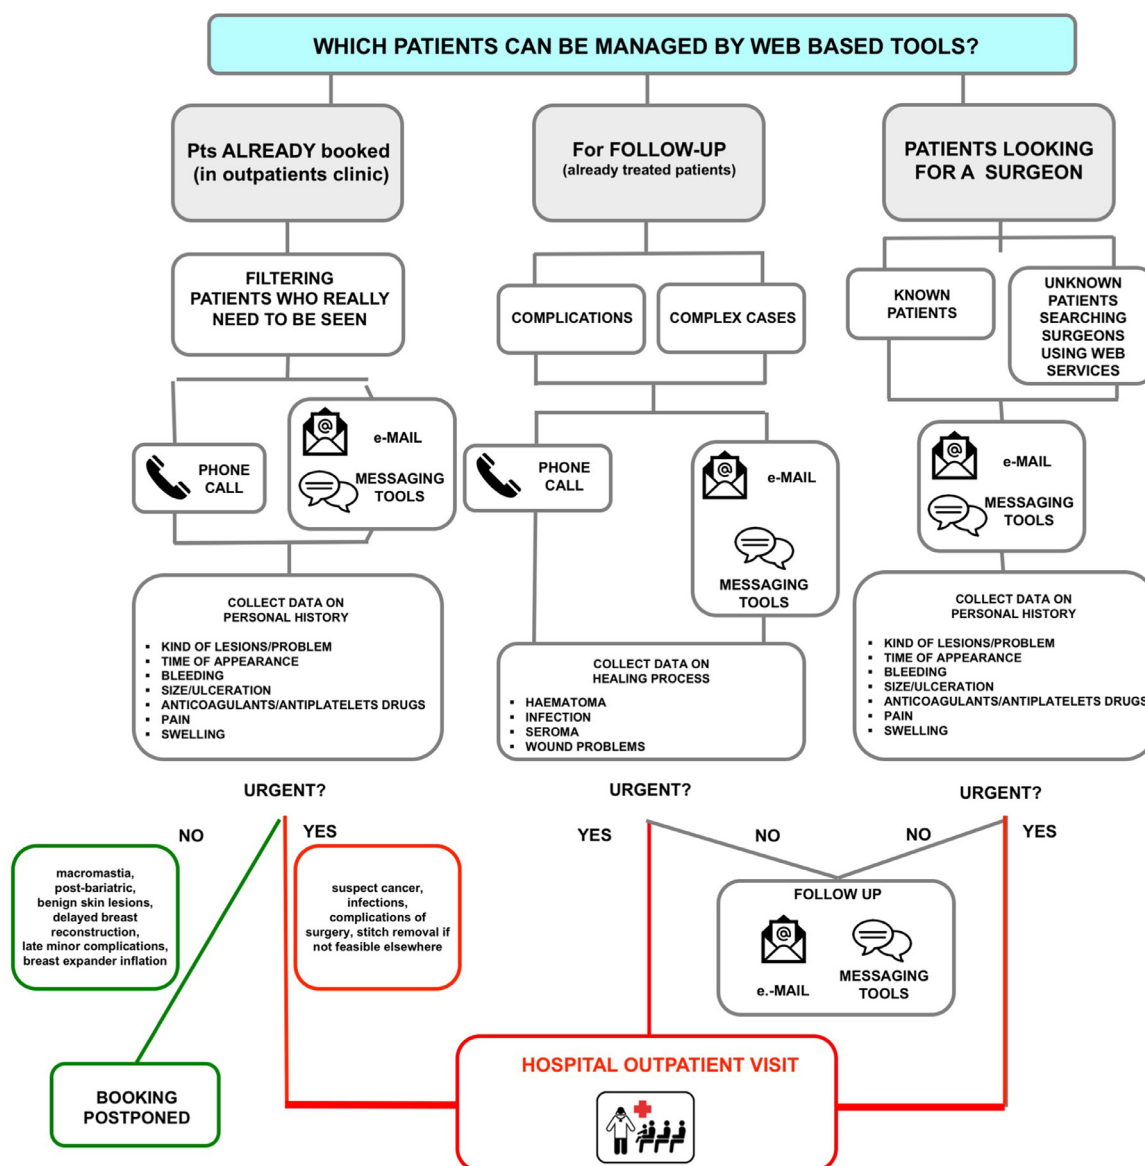 WHICH PATIENTS CAN BE MANAGED BY WEB BASED TOOLS?
Pts ALREADY booked
(in outpatients clinic)
For FOLLOW-UP
(already treated patients)
PATIENTS LOOKING
FOR A SURGEON
FILTERING
PATIENTS WHO REALLY
NEED TO BE SEEN
COMPLICATIONS
COMPLEX CASES
KNOWN
PATIENTS
UNKNOWN
PATIENTS
SEARCHING
SURGEONS
USING WEB
SERVICES
PHONE
CALL
@
e-MAIL
MESSAGING
TOOLS
PHONE
CALL
@
e-MAIL
MESSAGING
TOOLS
@
e-MAIL
MESSAGING
TOOLS
COLLECT DATA ON
PERSONAL HISTORY
▪ KIND OF LESIONS/PROBLEM
▪ TIME OF APPEARANCE
▪ BLEEDING
▪ SIZE/ULCERATION
▪ ANTICOAGULANTS/ANTIPLATELETS DRUGS
▪ PAIN
▪ SWELLING
COLLECT DATA ON
HEALING PROCESS
▪ HAEMATOMA
▪ INFECTION
▪ SEROMA
▪ WOUND PROBLEMS
COLLECT DATA ON
PERSONAL HISTORY
▪ KIND OF LESIONS/PROBLEM
▪ TIME OF APPEARANCE
▪ BLEEDING
▪ SIZE/ULCERATION
▪ ANTICOAGULANTS/ANTIPLATELETS DRUGS
▪ PAIN
▪ SWELLING
URGENT?
NO
YES
URGENT?
YES
NO
URGENT?
NO
YES
macromastia,
post-bariatric,
benign skin lesions,
delayed breast
reconstruction,
late minor complications,
breast expander inflation
suspect cancer,
infections,
complications of
surgery, stitch removal if
not feasible elsewhere
FOLLOW UP
@
e.-MAIL
MESSAGING
TOOLS
BOOKING
POSTPONED
HOSPITAL OUTPATIENT VISIT